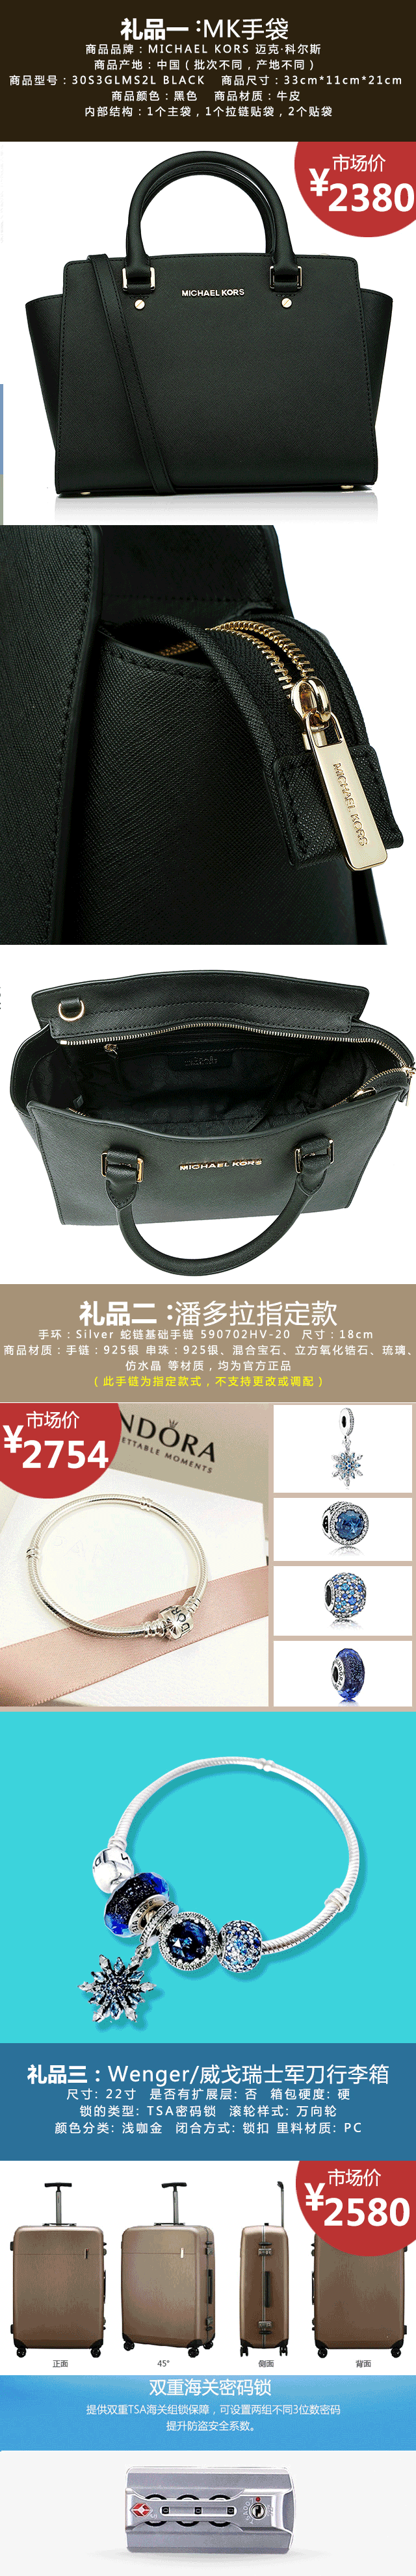 礼品一：MK手袋
商品品牌：MICHAEL KORS 迈克·科尔斯
商品产地：中国（批次不同，产地不同）
商品型号：30S3GLMS2L BLACK 商品尺寸：33cm*11cm*21cm
商品颜色：黑色 商品材质：牛皮
内部结构：1个主袋，1个拉链贴袋，2个贴袋
市场价
¥2380
MICHAEL KORS
MICHAEL KORS
MICHAEL KORS
礼品二：潘多拉指定款
手环：Silver 蛇链基础手链 590702HV-20 尺寸：18cm
商品材质：手链：925银 串珠：925银、混合宝石、立方氧化锆石、琉璃、
仿水晶 等材质，均为官方正品
（此手链为指定款式，不支持更改或调配）
市场价
¥2754
NDORA
ETTABLE MOMENTS
礼品三：Wenger/威戈瑞士军刀行李箱
尺寸: 22寸 是否有扩展层: 否 箱包硬度: 硬
锁的类型: TSA密码锁 滚轮样式: 万向轮
颜色分类: 浅咖金 闭合方式: 锁扣 里料材质: PC
市场价
¥2580
正面
45°
侧面
背面
双重海关密码锁
提供双重TSA海关组锁保障，可设置两组不同3位数密码
提升防盗安全系数。